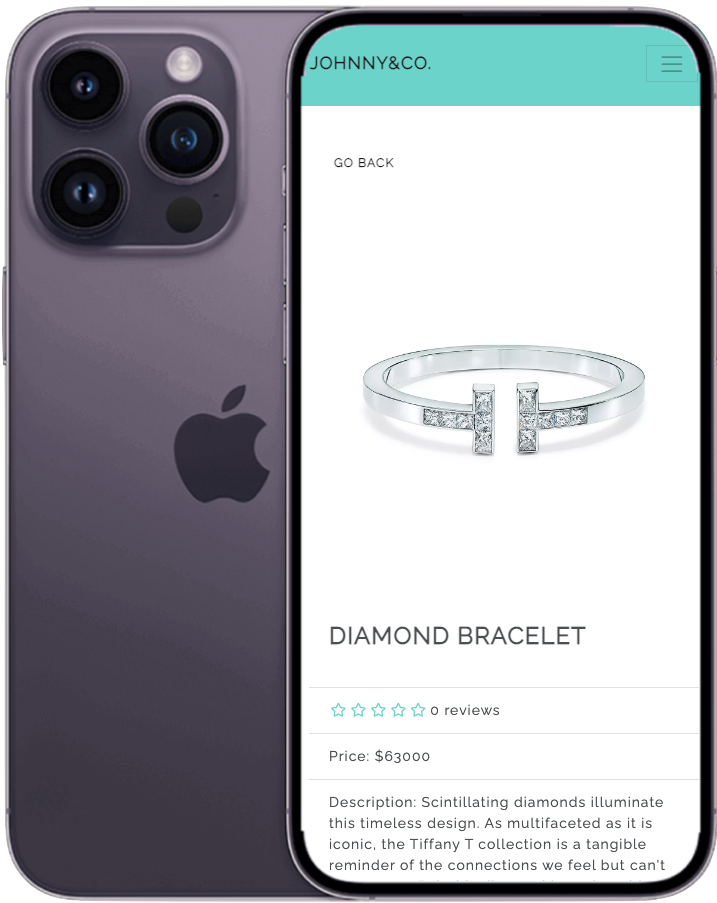 JOHNNY&CO.
GO BACK
DIAMOND BRACELET
0 reviews
Price: $63000
Description: Scintillating diamonds illuminate
this timeless design. As multifaceted as it is
iconic, the Tiffany T collection is a tangible
reminder of the connections we feel but can't